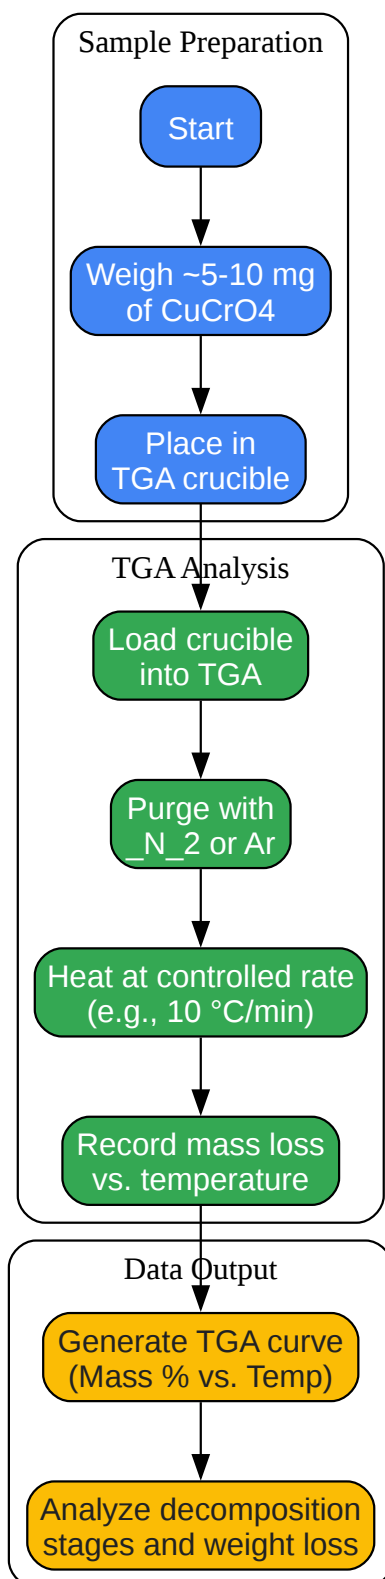 Sample Preparation
Start
Weigh ~5-10 mg
of CuCrO4
Place in
TGA crucible
TGA Analysis
Load crucible
into TGA
Purge with
_N_2 or Ar
Heat at controlled rate
(e.g., 10 °C/min)
Record mass loss
vs. temperature
Data Output
Generate TGA curve
(Mass % vs. Temp)
Analyze decomposition
stages and weight loss